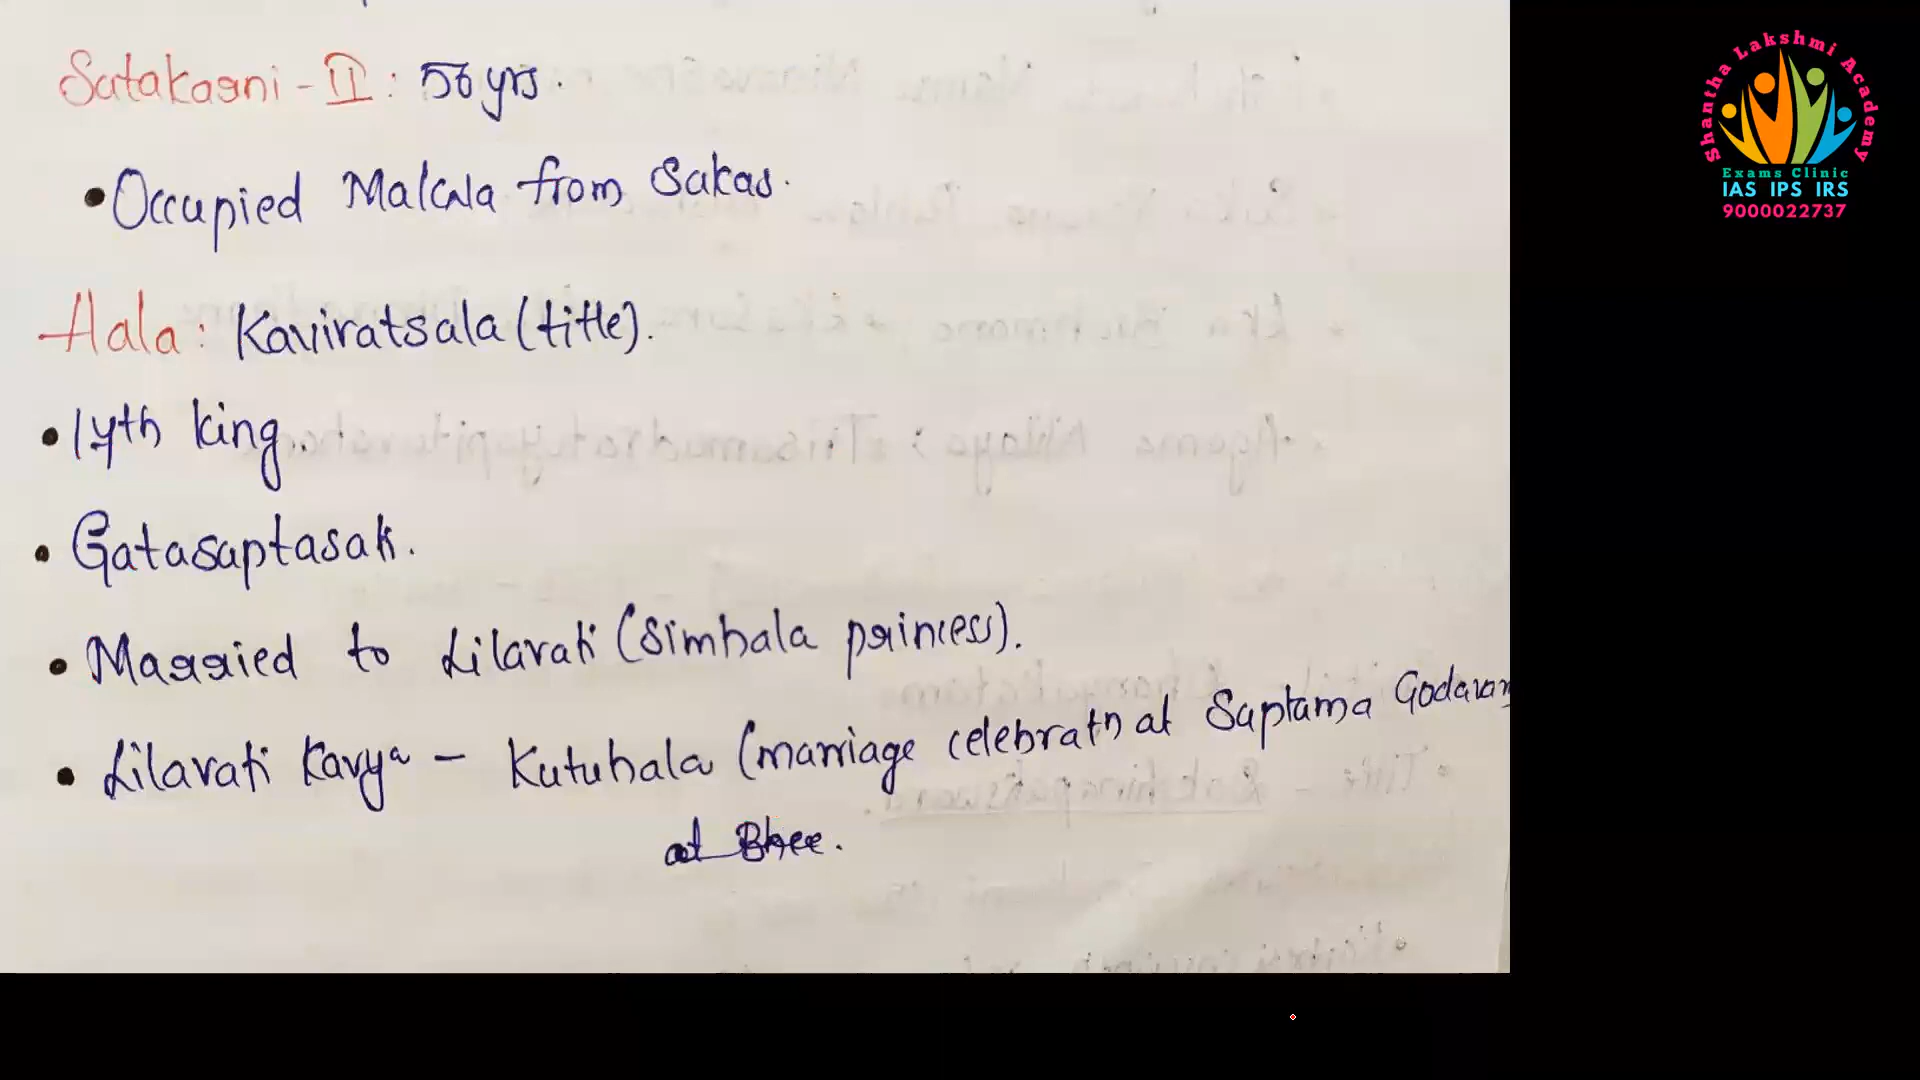 Satakarni - II : 56 yrs.
• Occupied Malwa from Sakas.
Hala : Kaviratsala (title).
• 17th king.
• Gatasaptasati.
• Married to Lilavati (Simhala princess).
• Lilavati Kavya - Kutuhala (marriage celebratn at Saptama Godavari
at Bhee.
Shantha Lakshmi Academy
Exams Clinic
IAS IPS IRS
9000022737